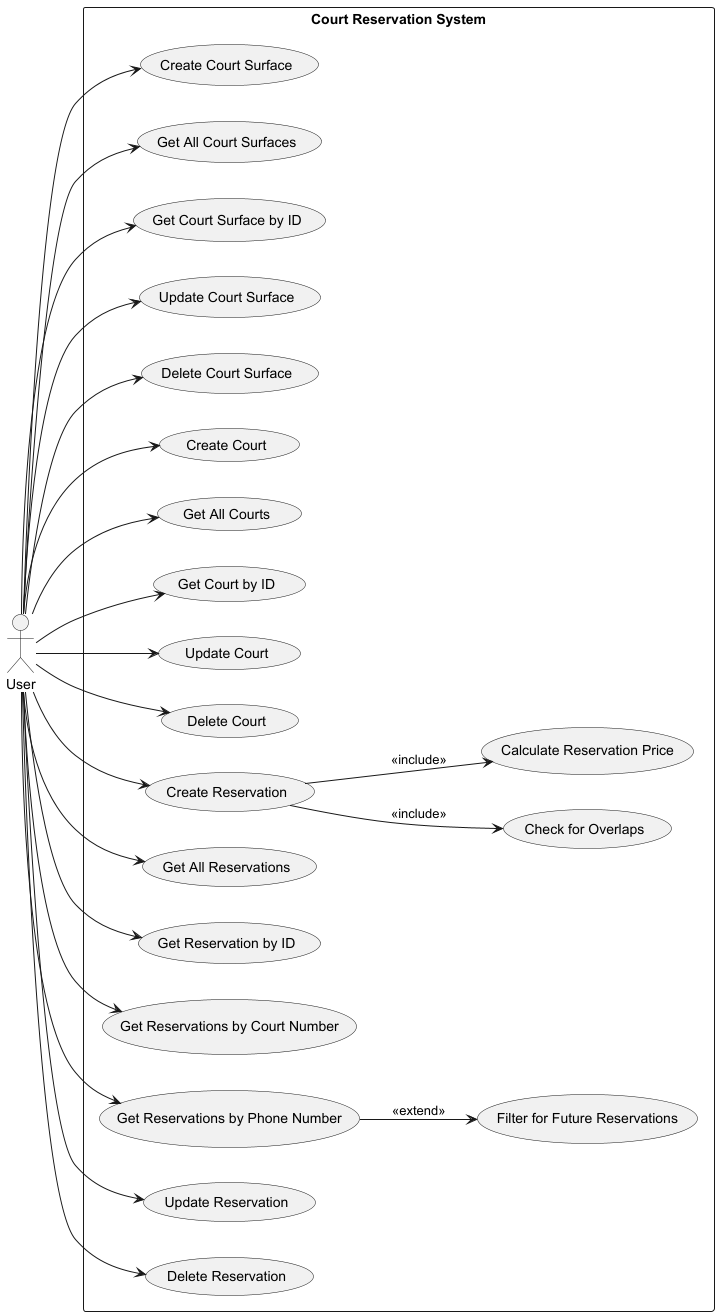 Court Reservation System
Create Court Surface
Get All Court Surfaces
Get Court Surface by ID
Update Court Surface
Delete Court Surface
Create Court
Get All Courts
Get Court by ID
User
Update Court
Delete Court
Create Reservation
«include»
Calculate Reservation Price
«include»
Check for Overlaps
Get All Reservations
Get Reservation by ID
Get Reservations by Court Number
Get Reservations by Phone Number
«extend»
Filter for Future Reservations
Update Reservation
Delete Reservation